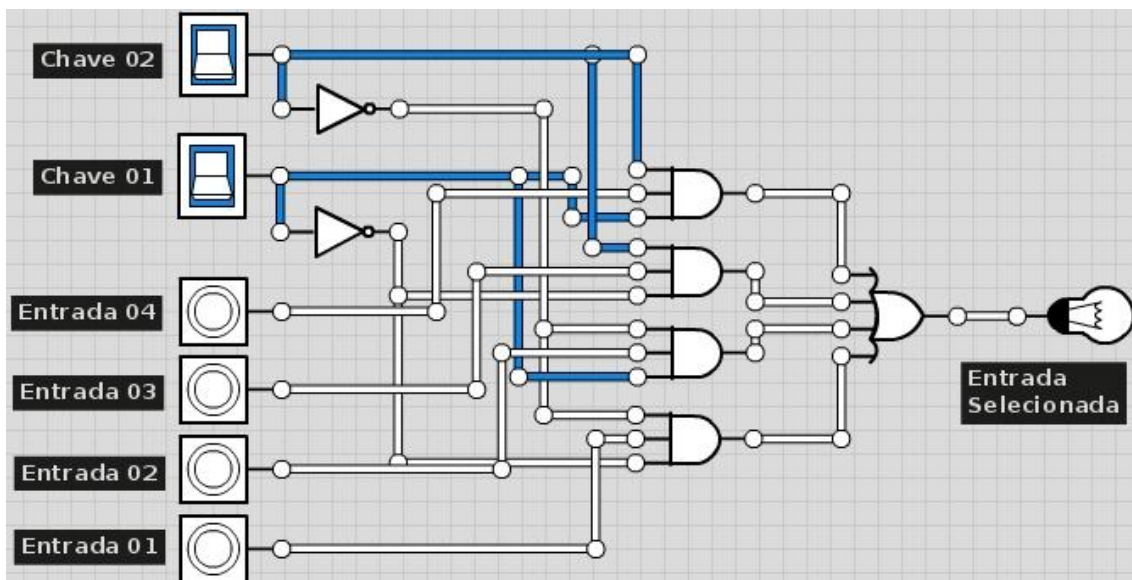 Chave 02
Chave 01
Entrada 04
Entrada 03
Entrada 02
Entrada 01
Entrada
Selecionada